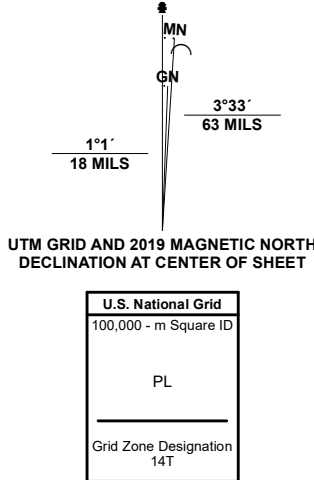 MN
GN
3°33´
63 MILS
1°1´
18 MILS
UTM GRID AND 2019 MAGNETIC NORTH
DECLINATION AT CENTER OF SHEET
U.S. National Grid
100,000 - m Square ID
PL
Grid Zone Designation
14T